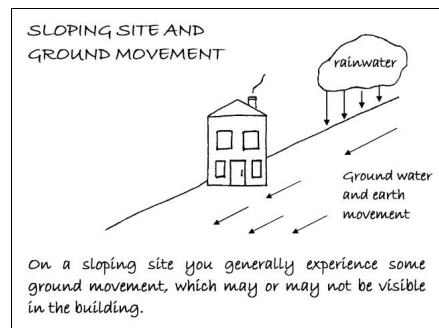 SLOPING SITE AND
GROUND MOVEMENT
rainwater
Ground water
and earth
movement
On a sloping site you generally experience some
ground movement, which may or may not be visible
in the building.